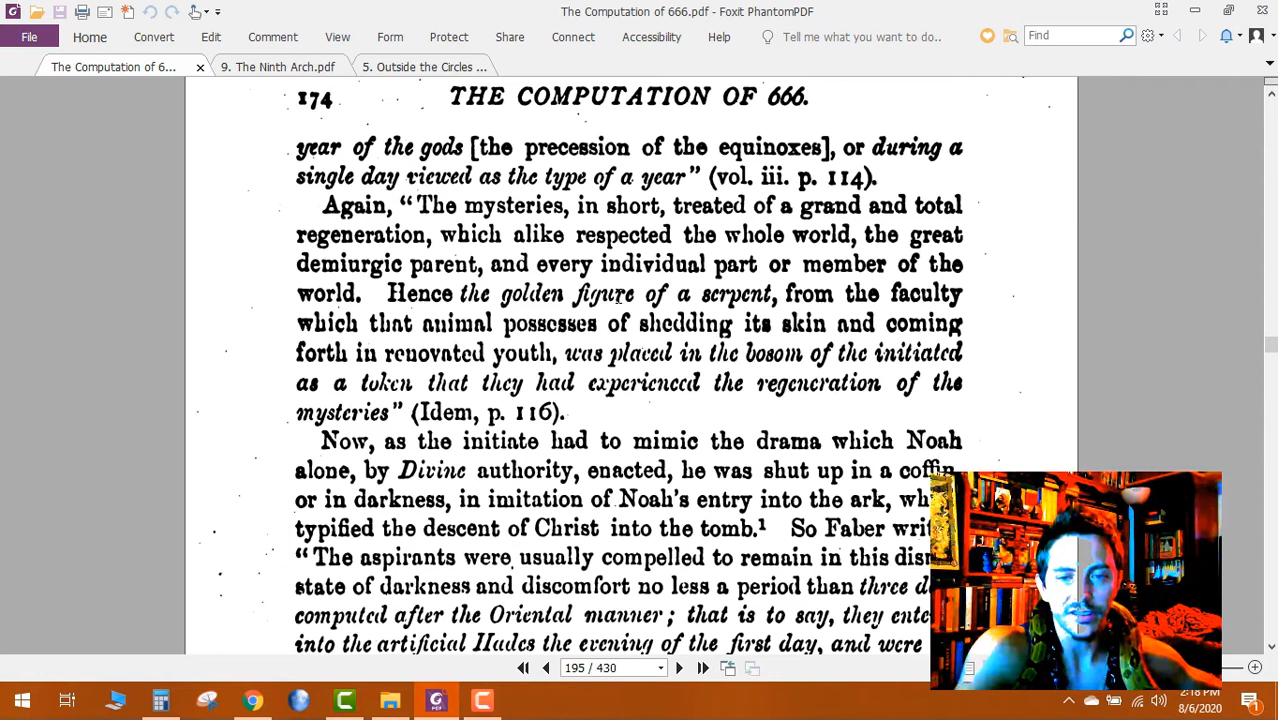 The Computation of 666.pdf - Foxit PhantomPDF
File Home Convert Edit Comment View Form Protect Share Connect Accessibility Help Tell me what you want to do.. Find
The Computation of 6... 9. The Ninth Arch.pdf 5. Outside the Circles ...
174 THE COMPUTATION OF 666.
year of the gods [the precession of the equinoxes], or during a
single day viewed as the type of a year" (vol. iii. p. 114).
Again, "The mysteries, in short, treated of a grand and total
regeneration, which alike respected the whole world, the great
demiurgic parent, and every individual part or member of the
world. Hence the golden figure of a serpent, from the faculty
which that animal possesses of shedding its skin and coming
forth in renovated youth, was placed in the bosom of the initiated
as a token that they had experienced the regeneration of the
mysteries" (Idem, p. 116).
Now, as the initiate had to mimic the drama which Noah
alone, by Divine authority, enacted, he was shut up in a coffin
or in darkness, in imitation of Noah's entry into the ark, wh
typified the descent of Christ into the tomb.¹ So Faber writ
"The aspirants were usually compelled to remain in this dis
state of darkness and discomfort no less a period than three d
computed after the Oriental manner; that is to say, they ente
into the artificial Hades the evening of the first day, and were
195 / 430
2:18 PM
8/6/2020